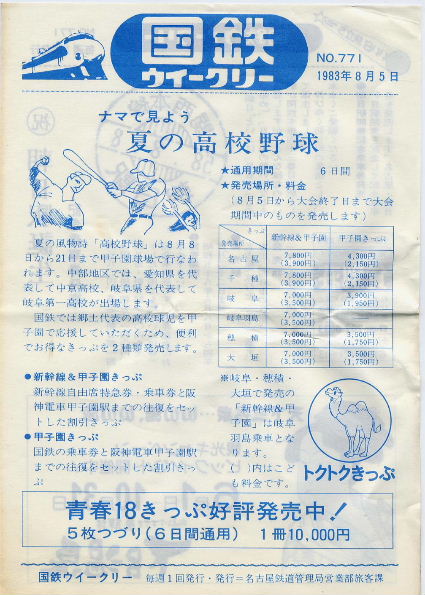 国鉄
ウイークリー
NO.771
1983年8月5日
ナマで見よう
夏の高校野球
★通用期間　6日間
★発売場所・料金
(8月5日から大会終了日まで大会
期間中のものを発売します)
きっぷ
発売場所
新幹線&甲子園
甲子園きっぷ
名古屋 7,800円 (3,900円) 4,300円 (2,150円)
千種 7,800円 (3,900円) 4,300円 (2,150円)
岐阜 7,000円 (3,500円) 3,900円 (1,950円)
岐阜羽島 7,000円 (3,500円)
穂積 7,000円 (3,500円) 3,500円 (1,750円)
大垣 7,000円 (3,500円) 3,500円 (1,750円)
夏の風物時「高校野球」は8月8
日から21日まで甲子園球場で行なわ
れます。中部地区では、愛知県を代表
して中京高校、岐阜県を代表して
岐阜第一高校が出場します。
国鉄では郷土代表の高校球児を甲
子園で応援していただくため、便利
でお得なきっぷを2種類発売します。
●新幹線&甲子園きっぷ
新幹線自由席特急券・乗車券と阪
神電車甲子園駅までの往復をセッ
トした割引きっぷ
●甲子園きっぷ
国鉄の乗車券と阪神電車甲子園駅
までの往復をセットした割引きっ
ぷ
※岐阜・穂積・
大垣で発売の
「新幹線&甲
子園」は岐阜
羽島乗車とな
ります。
( )内はこど
も料金です。
トクトクきっぷ
青春18きっぷ好評発売中!
5枚つづり(6日間通用)　1冊10,000円
国鉄ウイークリー　毎週1回発行・発行=名古屋鉄道管理局営業部旅客課